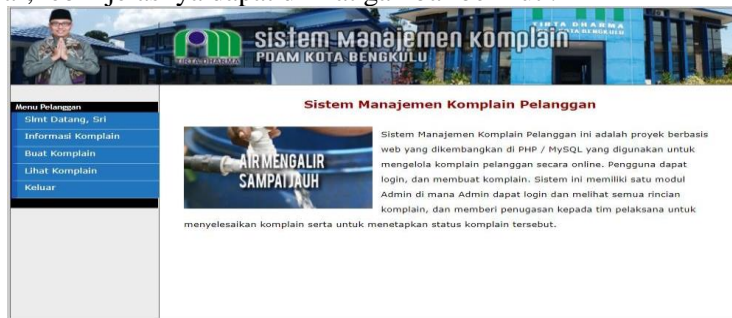 TIRTA DHARMA
sistem manajemen Komplain
PDAM KOTA BENGKULU
TIRTA DHARMA
Menu Pelanggan
Slmt Datang, Sri
Informasi Komplain
Buat Komplain
Lihat Komplain
Keluar
Sistem Manajemen Komplain Pelanggan
AIR MENGALIR
SAMPAI JAUH
Sistem Manajemen Komplain Pelanggan ini adalah proyek berbasis
web yang dikembangkan di PHP / MySQL yang digunakan untuk
mengelola komplain pelanggan secara online. Pengguna dapat
login, dan membuat komplain. Sistem ini memiliki satu modul
Admin di mana Admin dapat login dan melihat semua rincian
komplain, dan memberi penugasan kepada tim pelaksana untuk
menyelesaikan komplain serta untuk menetapkan status komplain tersebut.